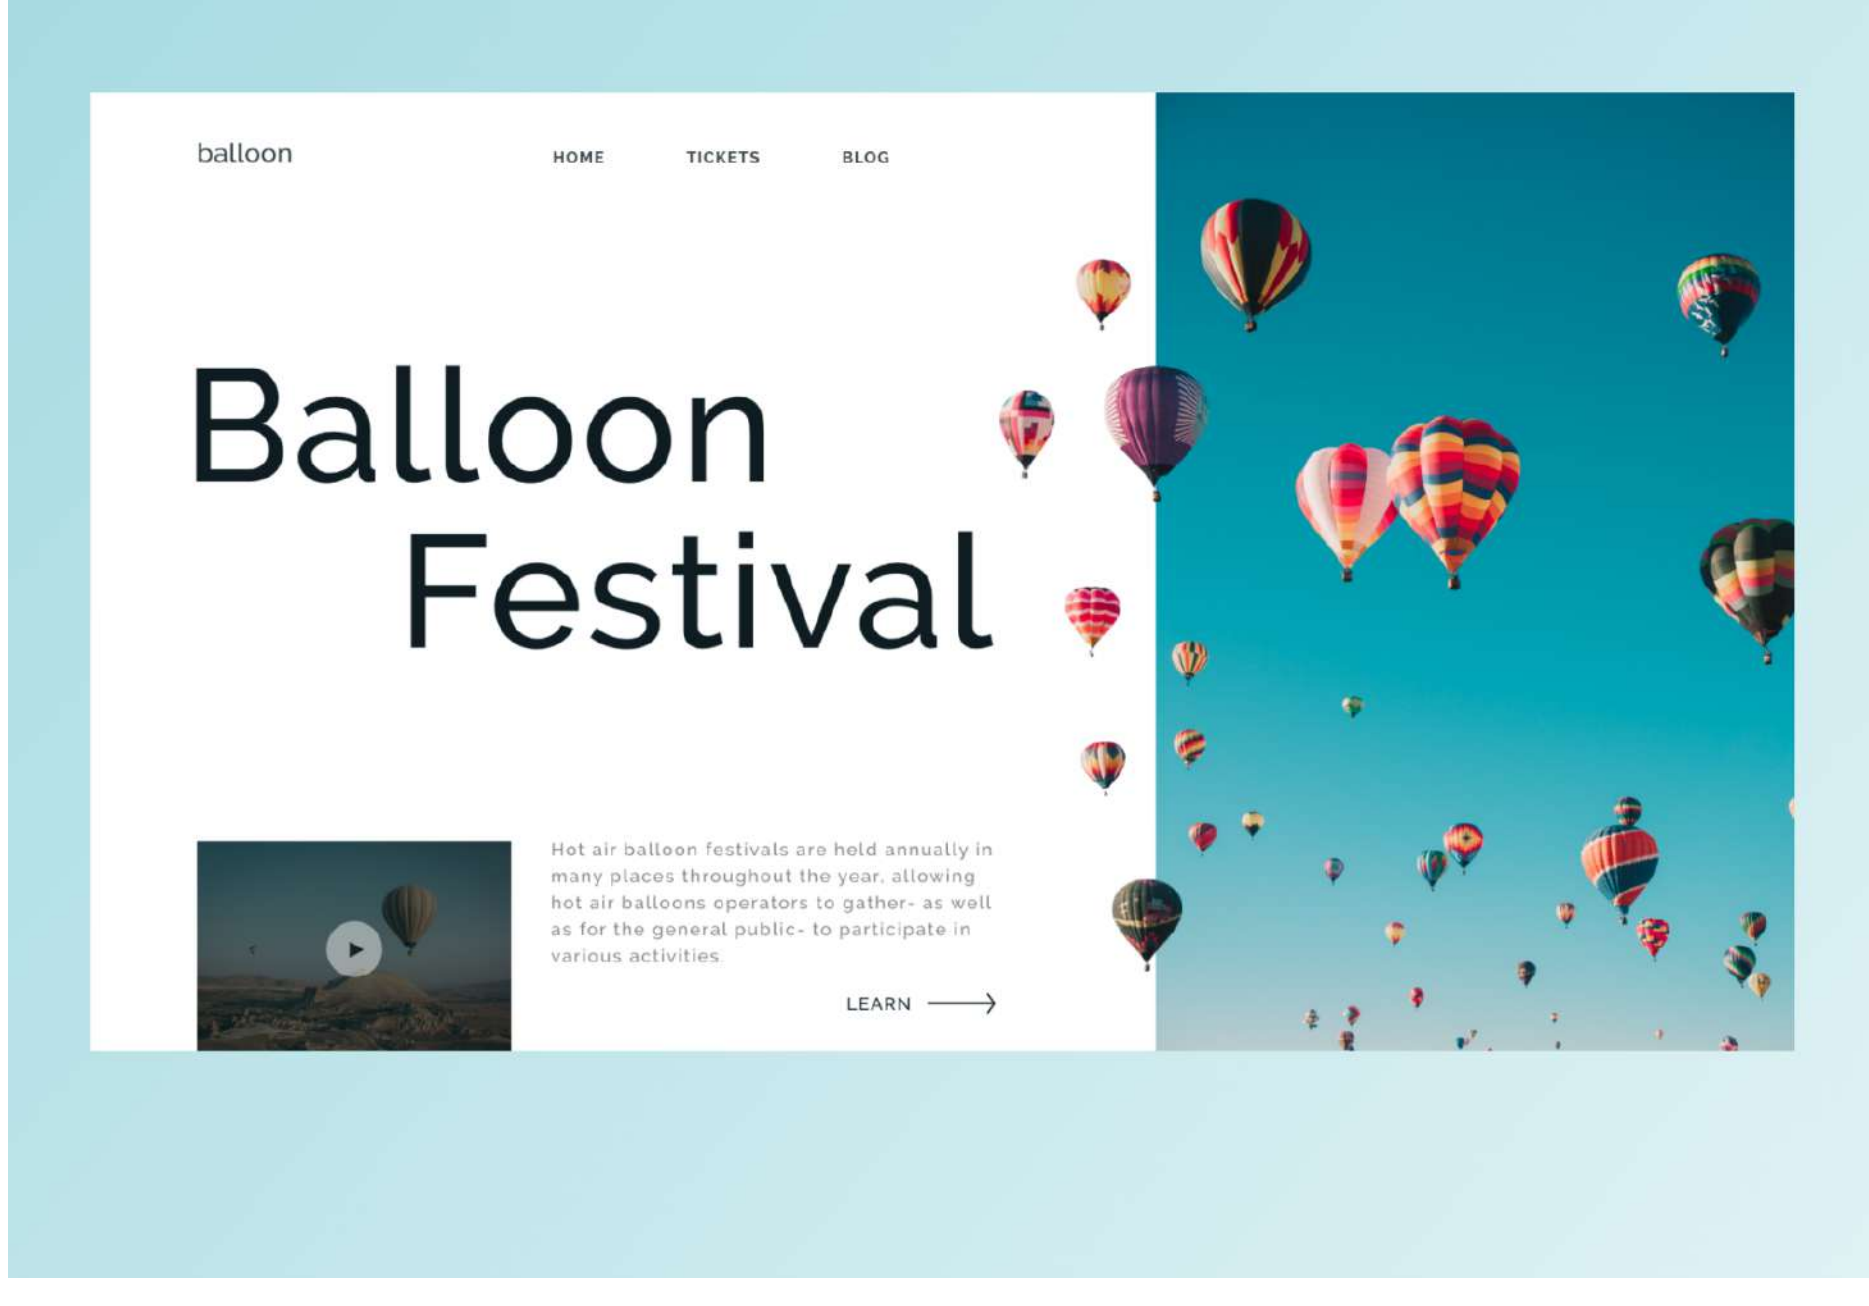 balloon
HOME
TICKETS
BLOG
Balloon
Festival
Hot air balloon festivals are held annually in
many places throughout the year, allowing
hot air balloons operators to gather- as well
as for the general public- to participate in
various activities.
LEARN